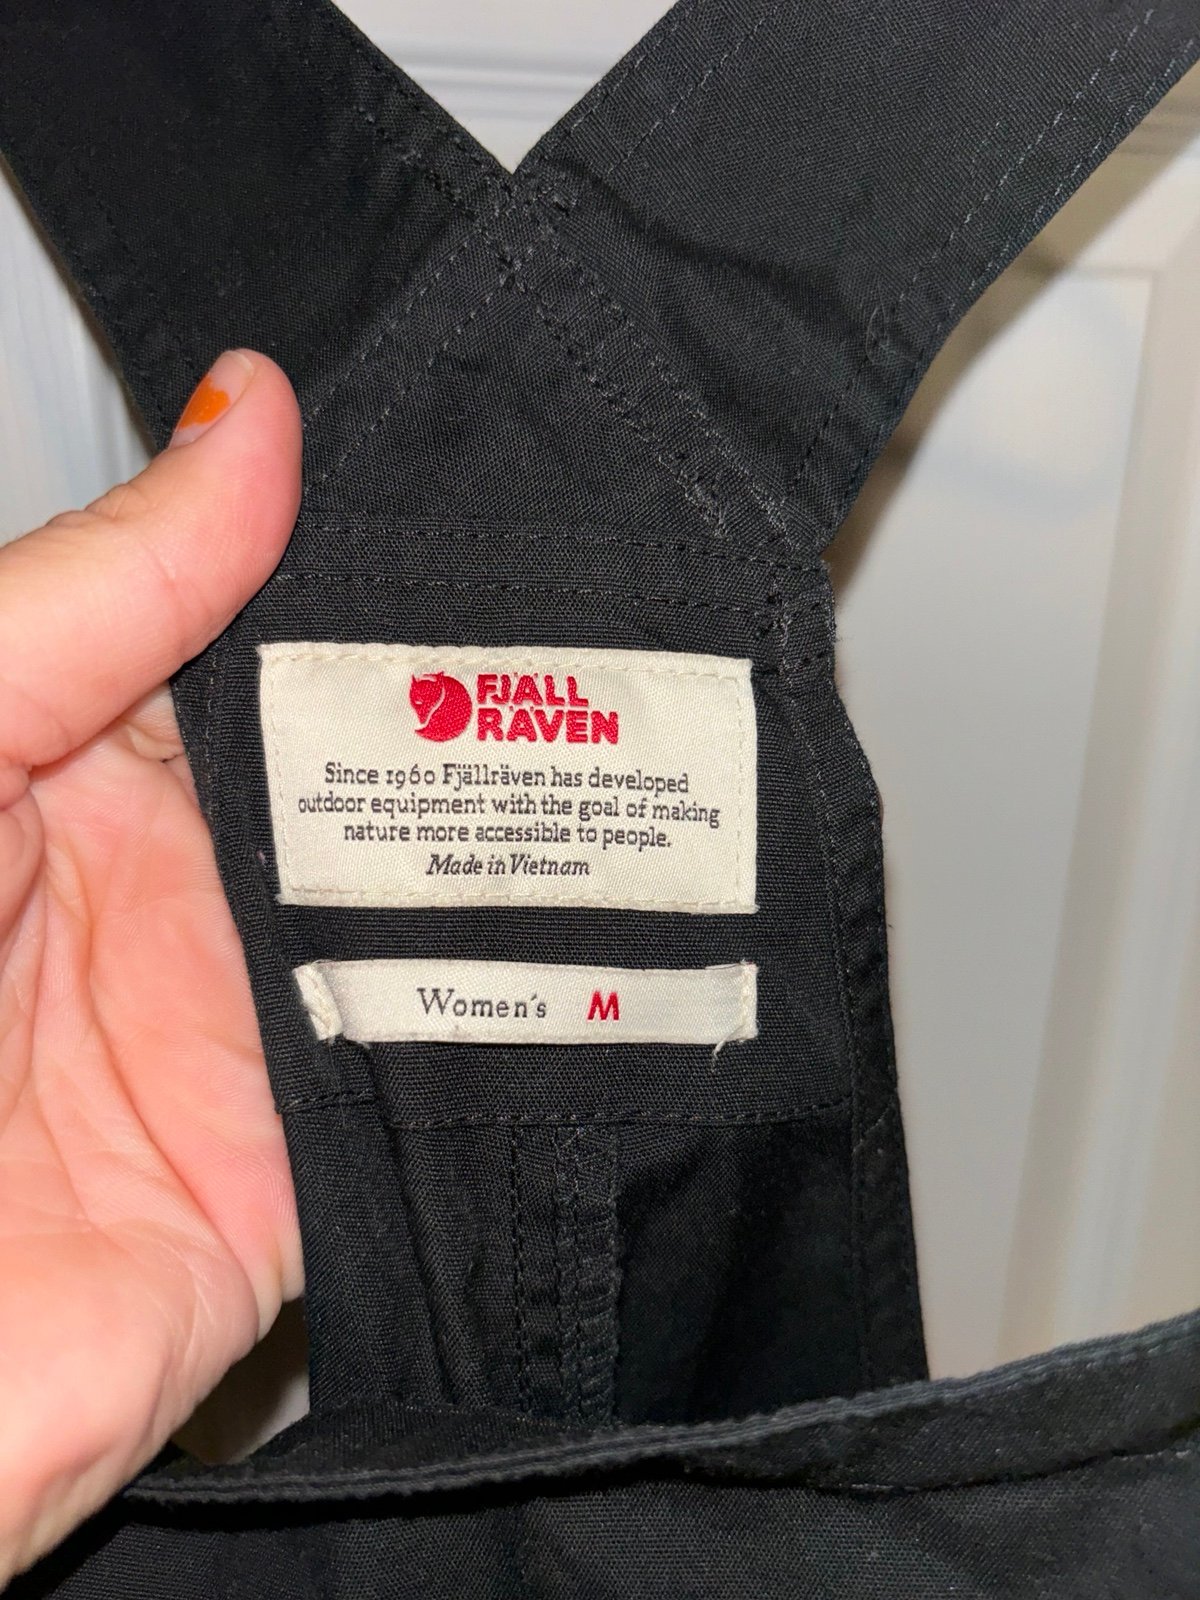 FJÄLL
RÄVEN
Since 1960 Fjällräven has developed
outdoor equipment with the goal of making
nature more accessible to people.
Made in Vietnam
Women's M